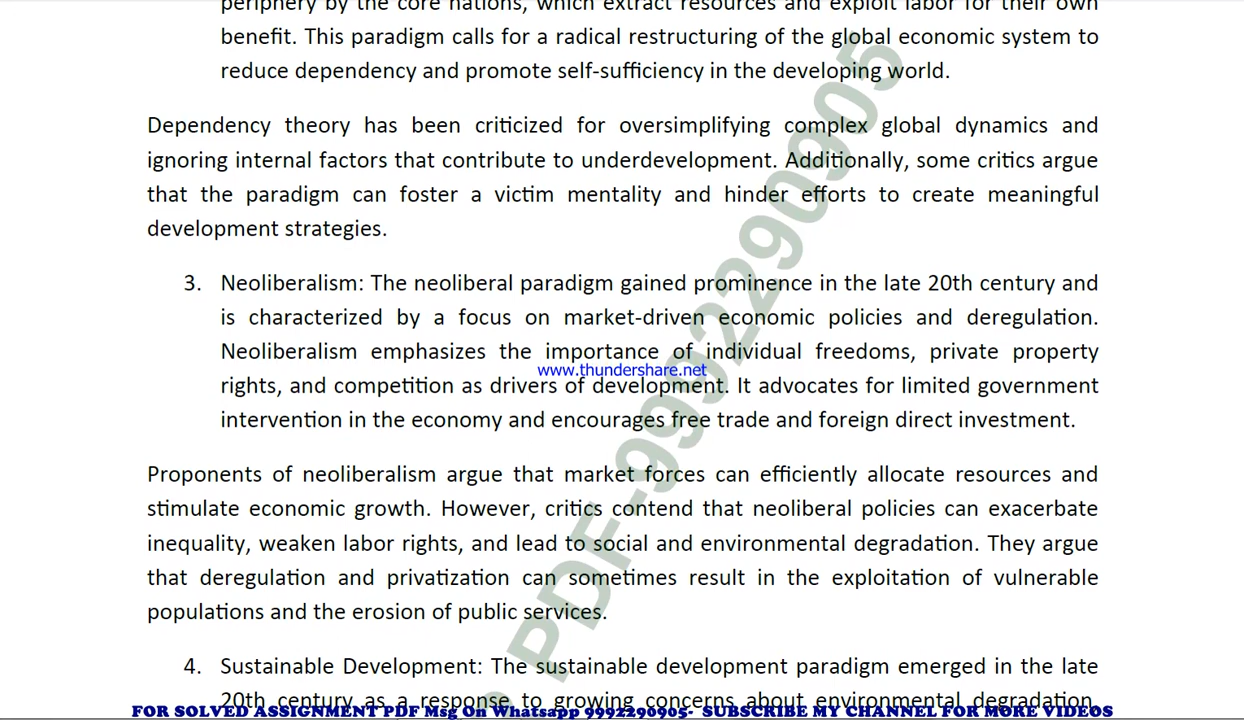 periphery by the core nations, which extract resources and exploit labor for their own
benefit. This paradigm calls for a radical restructuring of the global economic system to
reduce dependency and promote self-sufficiency in the developing world.
Dependency theory has been criticized for oversimplifying complex global dynamics and
ignoring internal factors that contribute to underdevelopment. Additionally, some critics argue
that the paradigm can foster a victim mentality and hinder efforts to create meaningful
development strategies.
3. Neoliberalism: The neoliberal paradigm gained prominence in the late 20th century and
is characterized by a focus on market-driven economic policies and deregulation.
Neoliberalism emphasizes the importance of individual freedoms, private property
www.thundershare.net
rights, and competition as drivers of development. It advocates for limited government
intervention in the economy and encourages free trade and foreign direct investment.
Proponents of neoliberalism argue that market forces can efficiently allocate resources and
stimulate economic growth. However, critics contend that neoliberal policies can exacerbate
inequality, weaken labor rights, and lead to social and environmental degradation. They argue
that deregulation and privatization can sometimes result in the exploitation of vulnerable
populations and the erosion of public services.
4. Sustainable Development: The sustainable development paradigm emerged in the late
20th century as a response to growing concerns about environmental degradation,
FOR SOLVED ASSIGNMENT PDF Msg On Whatsapp 9992290905- SUBSCRIBE MY CHANNEL FOR MORE VIDEOS
PDF-9992290905